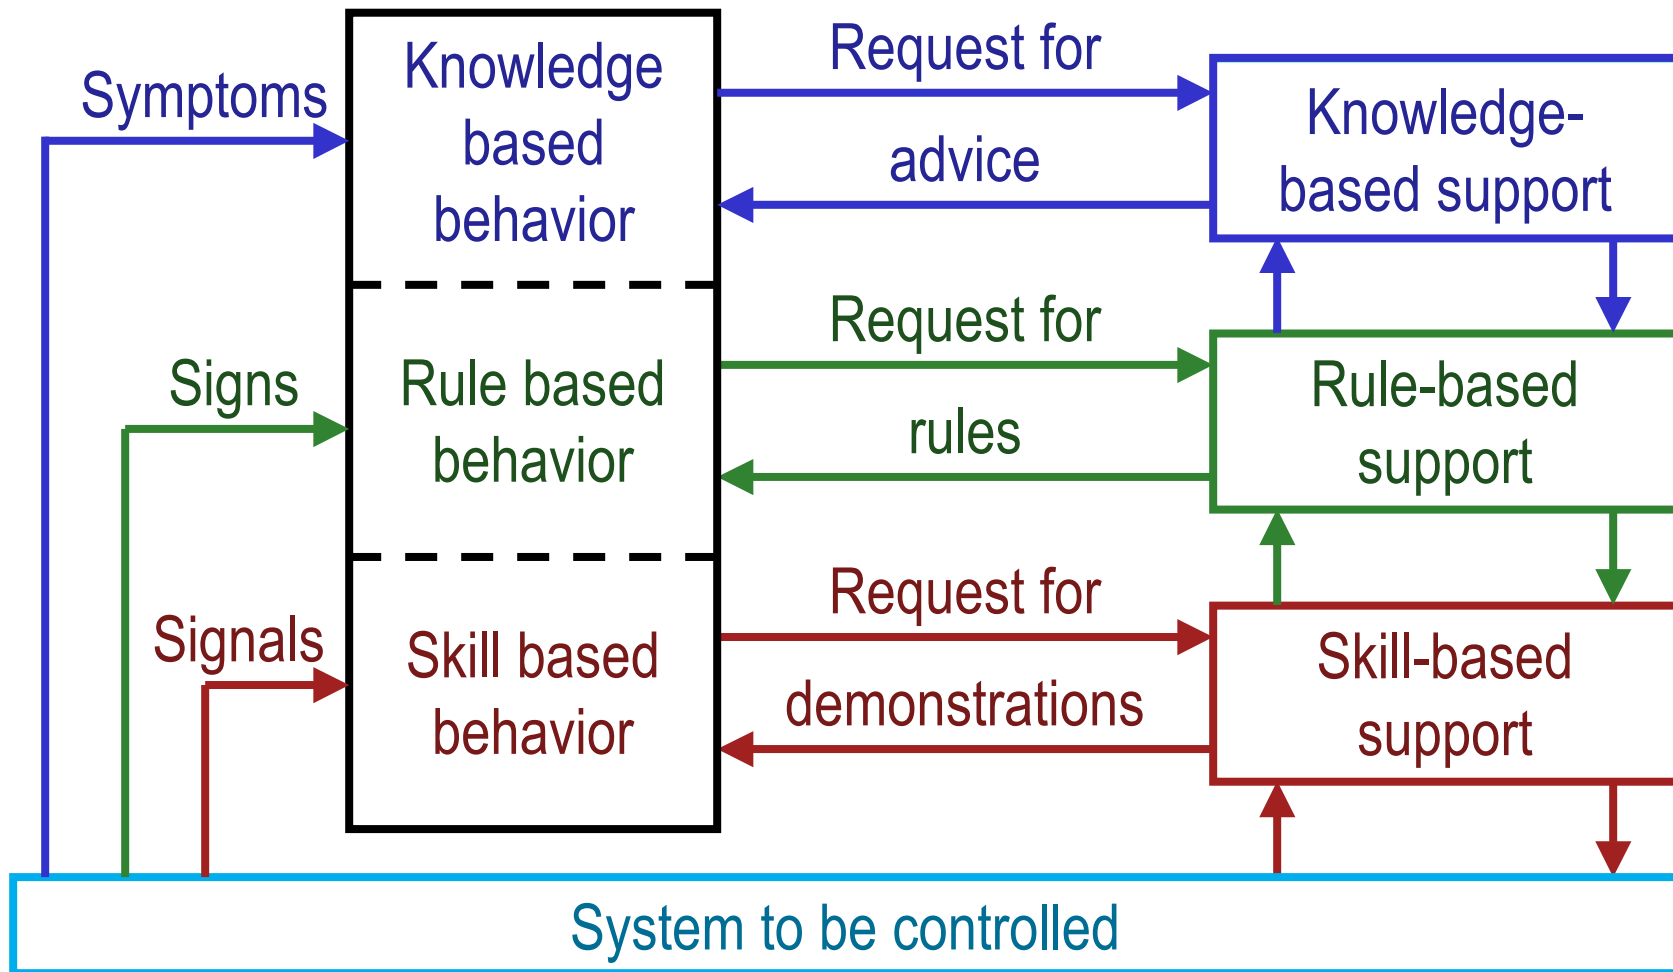 Symptoms
Knowledge
based
behavior
Request for
advice
Knowledge-
based support
Signs
Rule based
behavior
Request for
rules
Rule-based
support
Signals
Skill based
behavior
Request for
demonstrations
Skill-based
support
System to be controlled